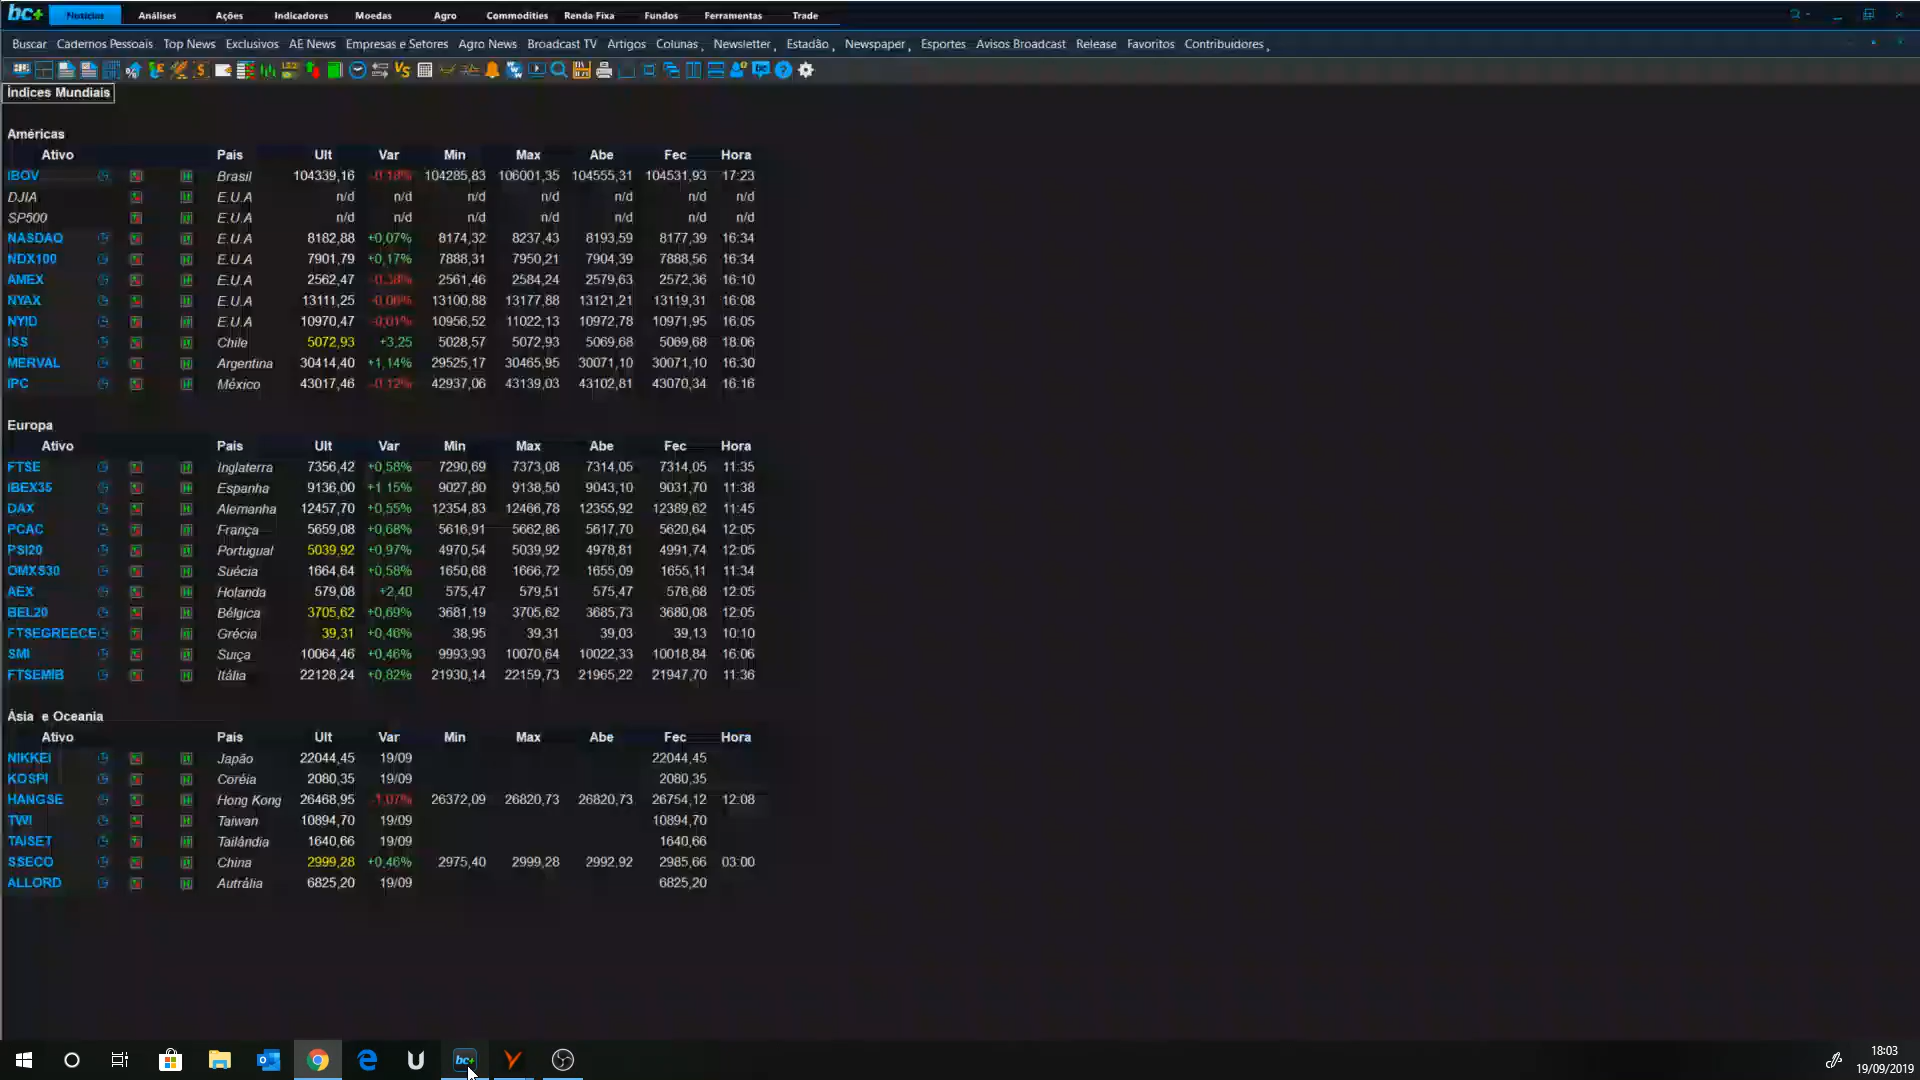 bc+ Notícias Análises Ações Indicadores Moedas Agro Commodities Renda Fixa Fundos Ferramentas Trade
Buscar Cadernos Pessoais Top News Exclusivos AE News Empresas e Setores Agro News Broadcast TV Artigos Colunas Newsletter Estadão Newspaper Esportes Avisos Broadcast Release Favoritos Contribuidores
Índices Mundiais
Américas
Ativo País Ult Var Min Max Abe Fec Hora
IBOV Brasil 104339,16 -0,18% 104285,83 106001,35 104555,31 104531,93 17:23
DJIA E.U.A n/d n/d n/d n/d n/d n/d n/d
SP500 E.U.A n/d n/d n/d n/d n/d n/d n/d
NASDAQ E.U.A 8182,88 +0,07% 8174,32 8237,43 8193,59 8177,39 16:34
NDX100 E.U.A 7901,79 +0,17% 7888,31 7950,21 7904,39 7888,56 16:34
AMEX E.U.A 2562,47 -0,38% 2561,46 2584,24 2579,63 2572,36 16:10
NYAX E.U.A 13111,25 -0,06% 13100,88 13177,88 13121,21 13119,31 16:08
NYID E.U.A 10970,47 -0,01% 10956,52 11022,13 10972,78 10971,95 16:05
ISS Chile 5072,93 +3,25 5028,57 5072,93 5069,68 5069,68 18:06
MERVAL Argentina 30414,40 +1,14% 29525,17 30465,95 30071,10 30071,10 16:30
IPC México 43017,46 -0,12% 42937,06 43139,03 43102,81 43070,34 16:16
Europa
Ativo País Ult Var Min Max Abe Fec Hora
FTSE Inglaterra 7356,42 +0,58% 7290,69 7373,08 7314,05 7314,05 11:35
IBEX35 Espanha 9136,00 +1,15% 9027,80 9138,50 9043,10 9031,70 11:38
DAX Alemanha 12457,70 +0,55% 12354,83 12466,78 12355,92 12389,62 11:45
PCAC França 5659,08 +0,68% 5616,91 5662,86 5617,70 5620,64 12:05
PSI20 Portugual 5039,92 +0,97% 4970,54 5039,92 4978,81 4991,74 12:05
OMXS30 Suécia 1664,64 +0,58% 1650,68 1666,72 1655,09 1655,11 11:34
AEX Holanda 579,08 +2,40 575,47 579,51 575,47 576,68 12:05
BEL20 Bélgica 3705,62 +0,69% 3681,19 3705,62 3685,73 3680,08 12:05
FTSEGREECE Grécia 39,31 +0,46% 38,95 39,31 39,03 39,13 10:10
SMI Suiça 10064,46 +0,46% 9993,93 10070,64 10022,33 10018,84 16:06
FTSEMIB Itália 22128,24 +0,82% 21930,14 22159,73 21965,22 21947,70 11:36
Ásia e Oceania
Ativo País Ult Var Min Max Abe Fec Hora
NIKKEI Japão 22044,45 19/09 22044,45
KOSPI Coréia 2080,35 19/09 2080,35
HANGSE Hong Kong 26468,95 -1,07% 26372,09 26820,73 26820,73 26754,12 12:08
TWI Taiwan 10894,70 19/09 10894,70
TAISET Tailândia 1640,66 19/09 1640,66
SSECO China 2999,28 +0,46% 2975,40 2999,28 2992,92 2985,66 03:00
ALLORD Autrália 6825,20 19/09 6825,20
bc+
18:03
19/09/2019